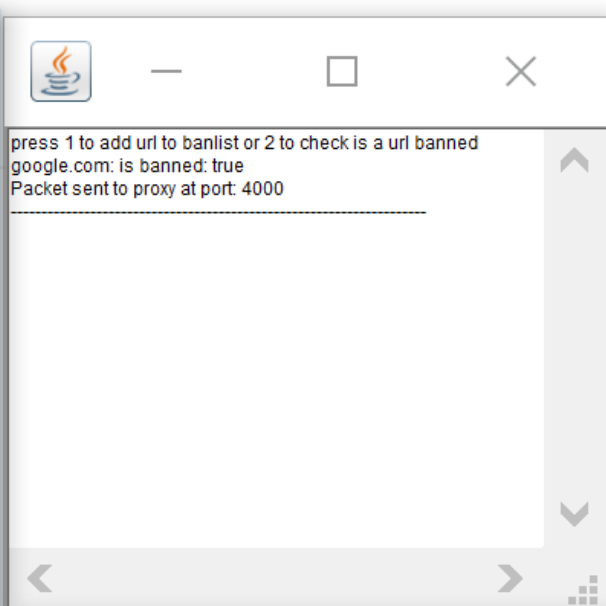 press 1 to add url to banlist or 2 to check is a url banned
google.com: is banned: true
Packet sent to proxy at port: 4000
---------------------------------------------------------------------